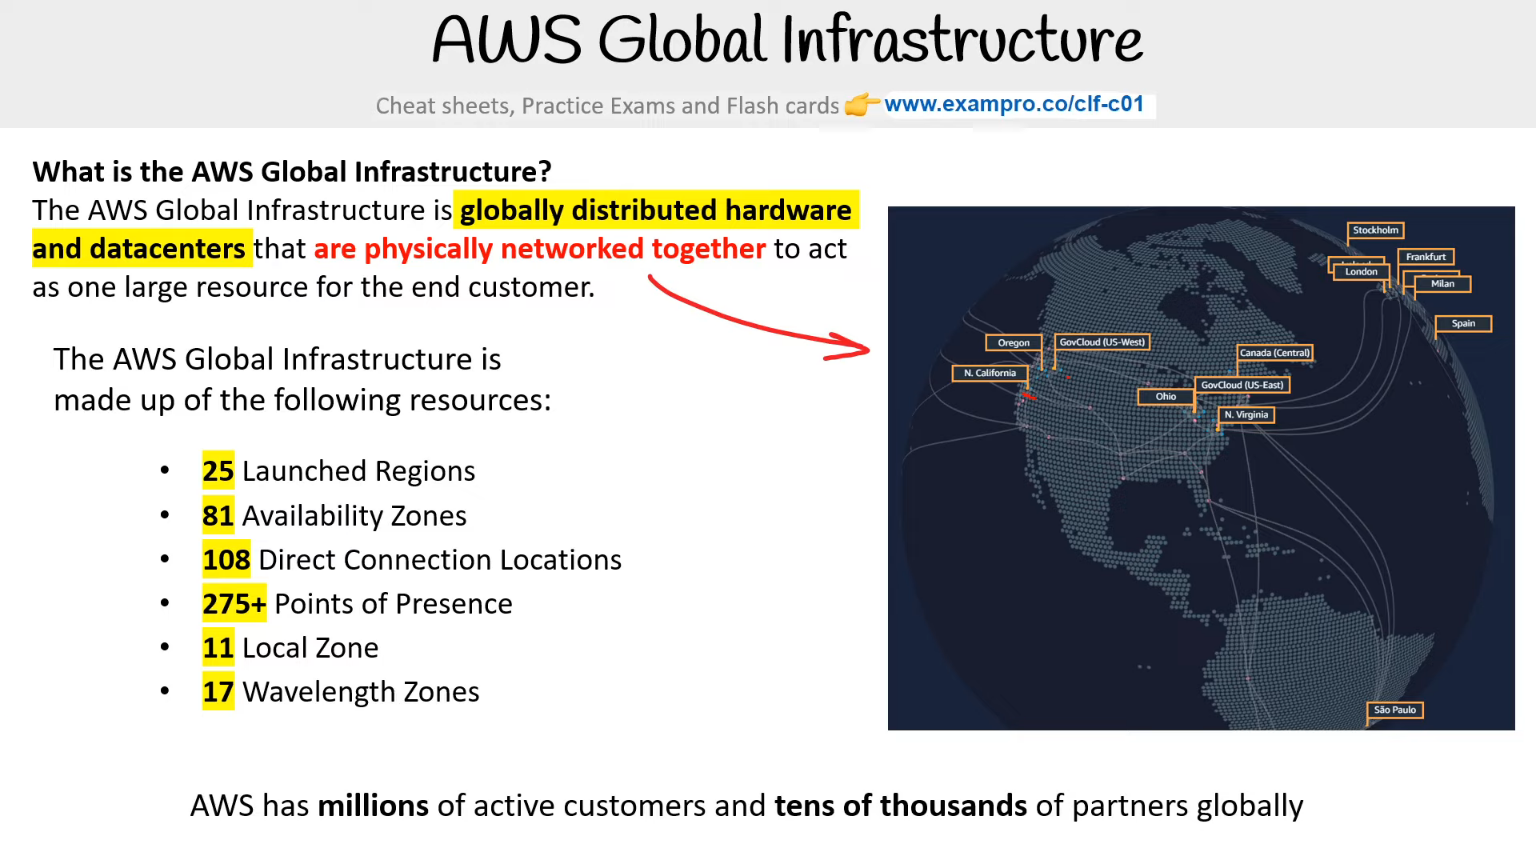 AWS Global Infrastructure
Cheat sheets, Practice Exams and Flash cards 👉 www.exampro.co/clf-c01
What is the AWS Global Infrastructure?
The AWS Global Infrastructure is globally distributed hardware
and datacenters that are physically networked together to act
as one large resource for the end customer.
The AWS Global Infrastructure is
made up of the following resources:
• 25 Launched Regions
• 81 Availability Zones
• 108 Direct Connection Locations
• 275+ Points of Presence
• 11 Local Zone
• 17 Wavelength Zones
Stockholm
Frankfurt
London
Milan
Spain
Oregon
GovCloud (US-West)
Canada (Central)
N. California
GovCloud (US-East)
Ohio
N. Virginia
São Paulo
AWS has millions of active customers and tens of thousands of partners globally